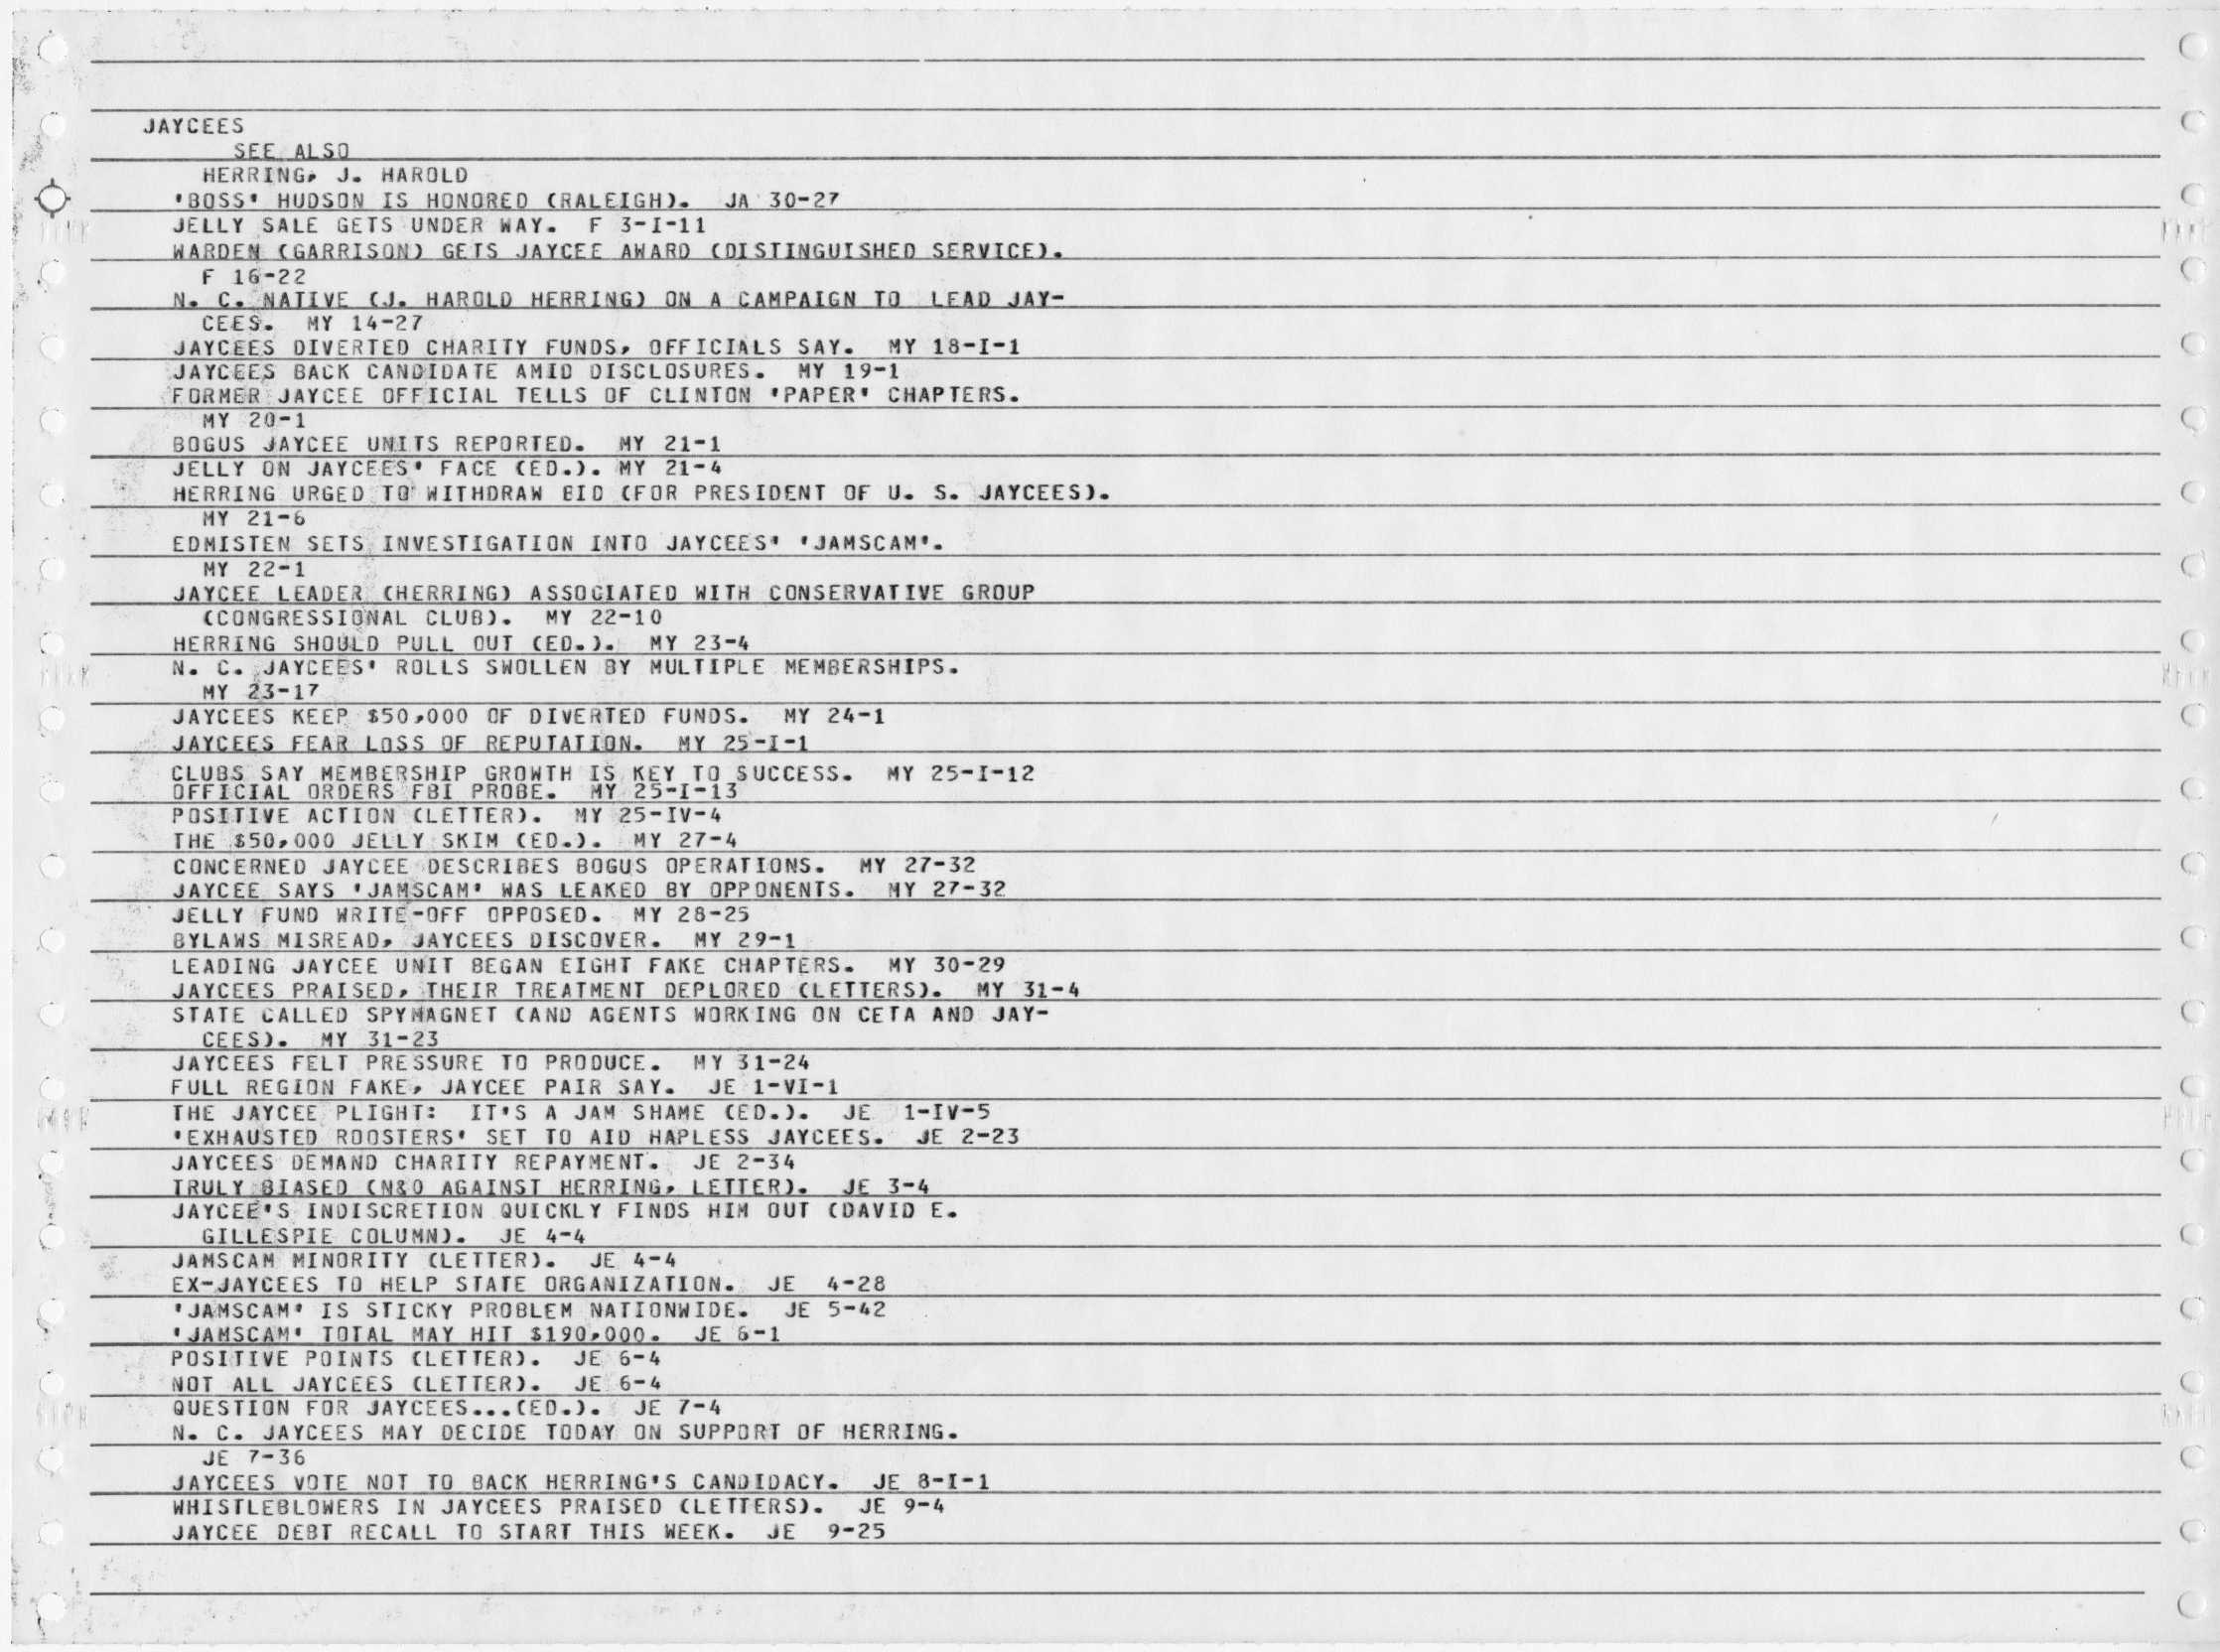 JAYCEES
SEE ALSO
HERRING, J. HAROLD
'BOSS' HUDSON IS HONORED (RALEIGH). JA 30-27
JELLY SALE GETS UNDER WAY. F 3-I-11
WARDEN (GARRISON) GETS JAYCEE AWARD (DISTINGUISHED SERVICE).
F 16-22
N. C. NATIVE (J. HAROLD HERRING) ON A CAMPAIGN TO LEAD JAY-
CEES. MY 14-27
JAYCEES DIVERTED CHARITY FUNDS, OFFICIALS SAY. MY 18-I-1
JAYCEES BACK CANDIDATE AMID DISCLOSURES. MY 19-1
FORMER JAYCEE OFFICIAL TELLS OF CLINTON 'PAPER' CHAPTERS.
MY 20-1
BOGUS JAYCEE UNITS REPORTED. MY 21-1
JELLY ON JAYCEES' FACE (ED.). MY 21-4
HERRING URGED TO WITHDRAW BID (FOR PRESIDENT OF U. S. JAYCEES).
MY 21-6
EDMISTEN SETS INVESTIGATION INTO JAYCEES' 'JAMSCAM'.
MY 22-1
JAYCEE LEADER (HERRING) ASSOCIATED WITH CONSERVATIVE GROUP
(CONGRESSIONAL CLUB). MY 22-10
HERRING SHOULD PULL OUT (ED.). MY 23-4
N. C. JAYCEES' ROLLS SWOLLEN BY MULTIPLE MEMBERSHIPS.
MY 23-17
JAYCEES KEEP $50,000 OF DIVERTED FUNDS. MY 24-1
JAYCEES FEAR LOSS OF REPUTATION. MY 25-I-1
CLUBS SAY MEMBERSHIP GROWTH IS KEY TO SUCCESS. MY 25-I-12
OFFICIAL ORDERS FBI PROBE. MY 25-I-13
POSITIVE ACTION (LETTER). MY 25-IV-4
THE $50,000 JELLY SKIM (ED.). MY 27-4
CONCERNED JAYCEE DESCRIBES BOGUS OPERATIONS. MY 27-32
JAYCEE SAYS 'JAMSCAM' WAS LEAKED BY OPPONENTS. MY 27-32
JELLY FUND WRITE-OFF OPPOSED. MY 28-25
BYLAWS MISREAD, JAYCEES DISCOVER. MY 29-1
LEADING JAYCEE UNIT BEGAN EIGHT FAKE CHAPTERS. MY 30-29
JAYCEES PRAISED, THEIR TREATMENT DEPLORED (LETTERS). MY 31-4
STATE CALLED SPYMAGNET (AND AGENTS WORKING ON CETA AND JAY-
CEES). MY 31-23
JAYCEES FELT PRESSURE TO PRODUCE. MY 31-24
FULL REGION FAKE, JAYCEE PAIR SAY. JE 1-VI-1
THE JAYCEE PLIGHT: IT'S A JAM SHAME (ED.). JE 1-IV-5
'EXHAUSTED ROOSTERS' SET TO AID HAPLESS JAYCEES. JE 2-23
JAYCEES DEMAND CHARITY REPAYMENT. JE 2-34
TRULY BIASED (N&O AGAINST HERRING, LETTER). JE 3-4
JAYCEE'S INDISCRETION QUICKLY FINDS HIM OUT (DAVID E.
GILLESPIE COLUMN). JE 4-4
JAMSCAM MINORITY (LETTER). JE 4-4
EX-JAYCEES TO HELP STATE ORGANIZATION. JE 4-28
'JAMSCAM' IS STICKY PROBLEM NATIONWIDE. JE 5-42
'JAMSCAM' TOTAL MAY HIT $190,000. JE 6-1
POSITIVE POINTS (LETTER). JE 6-4
NOT ALL JAYCEES (LETTER). JE 6-4
QUESTION FOR JAYCEES...(ED.). JE 7-4
N. C. JAYCEES MAY DECIDE TODAY ON SUPPORT OF HERRING.
JE 7-36
JAYCEES VOTE NOT TO BACK HERRING'S CANDIDACY. JE 8-I-1
WHISTLEBLOWERS IN JAYCEES PRAISED (LETTERS). JE 9-4
JAYCEE DEBT RECALL TO START THIS WEEK. JE 9-25